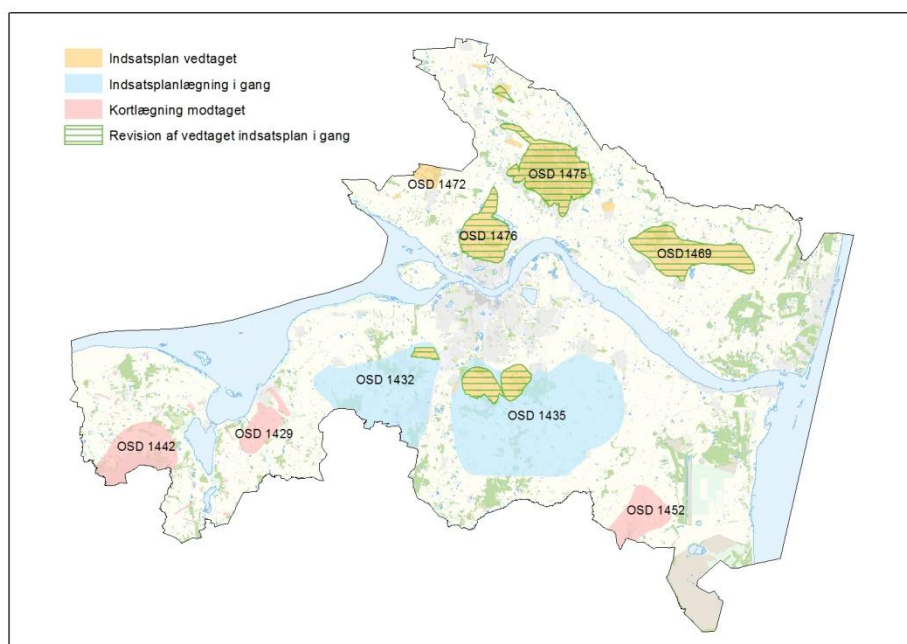 Indsatsplan vedtaget
Indsatsplanlægning i gang
Kortlægning modtaget
Revision af vedtaget indsatsplan i gang
OSD 1475
OSD 1472
OSD 1476
OSD1469
OSD 1432
OSD 1435
OSD 1429
OSD 1442
OSD 1452